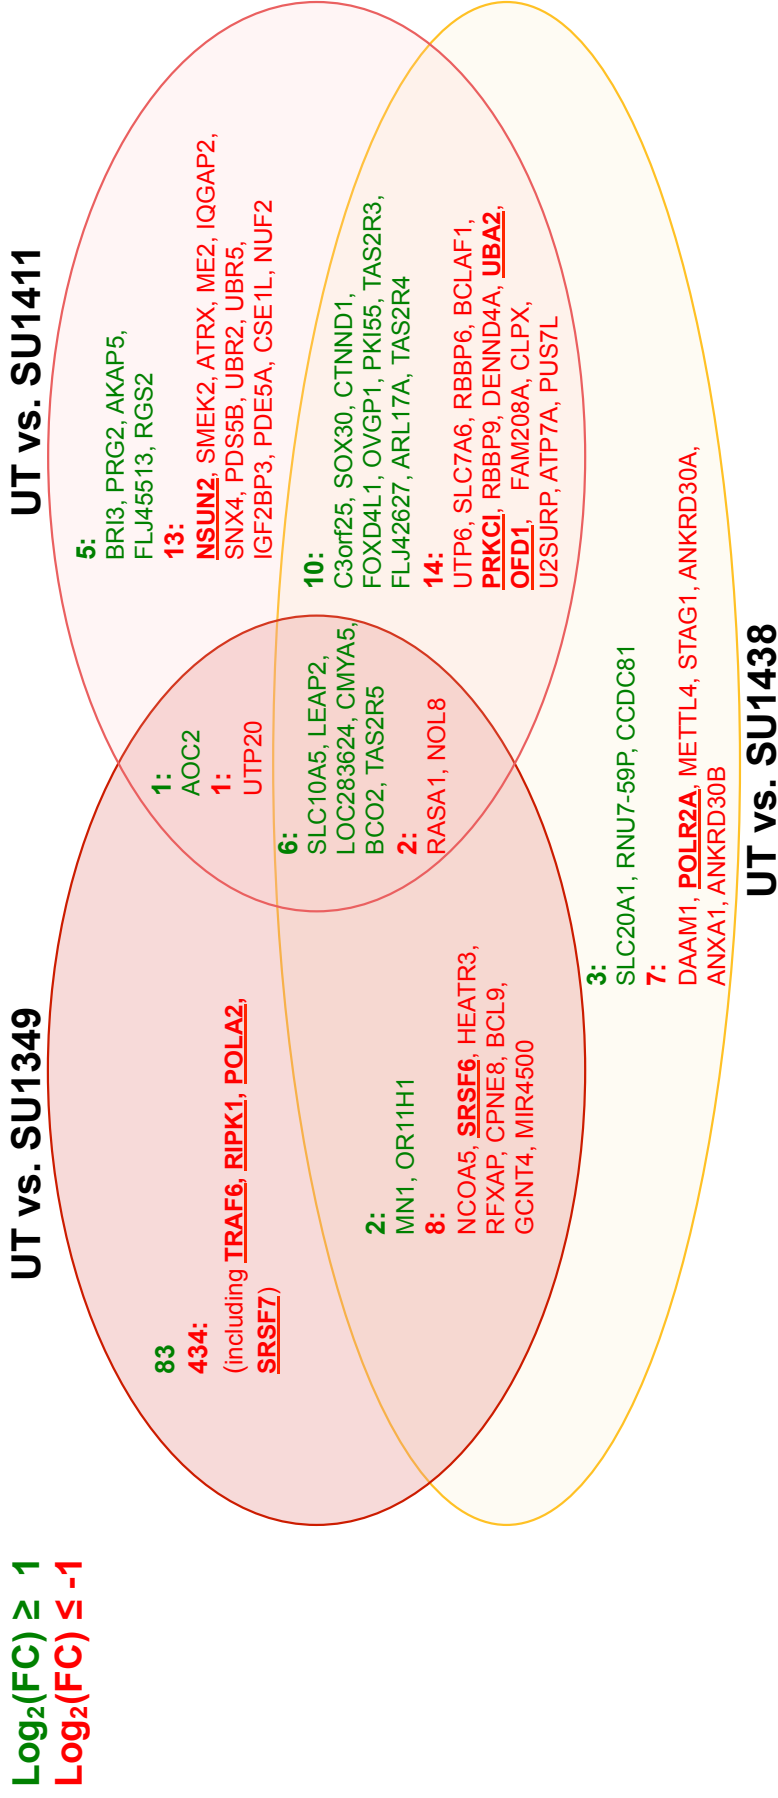 Log₂(FC) ≥ 1
Log₂(FC) ≤ -1
UT vs. SU1349
UT vs. SU1411
83
434:
(including TRAF6, RIPK1, POLA2,
SRSF7)
1:
AOC2
1:
UTP20
5:
BRI3, PRG2, AKAP5,
FLJ45513, RGS2
13:
NSUN2, SMEK2, ATRX, ME2, IQGAP2,
SNX4, PDS5B, UBR2, UBR5,
IGF2BP3, PDE5A, CSE1L, NUF2
2:
MN1, OR11H1
8:
NCOA5, SRSF6, HEATR3,
RFXAP, CPNE8, BCL9,
GCNT4, MIR4500
6:
SLC10A5, LEAP2,
LOC283624, CMYA5,
BCO2, TAS2R5
2:
RASA1, NOL8
10:
C3orf25, SOX30, CTNND1,
FOXD4L1, OVGP1, PKI55, TAS2R3,
FLJ42627, ARL17A, TAS2R4
14:
UTP6, SLC7A6, RBBP6, BCLAF1,
PRKCI, RBBP9, DENND4A, UBA2,
OFD1, FAM208A, CLPX,
U2SURP, ATP7A, PUS7L
3:
SLC20A1, RNU7-59P, CCDC81
7:
DAAM1, POLR2A, METTL4, STAG1, ANKRD30A,
ANXA1, ANKRD30B
UT vs. SU1438